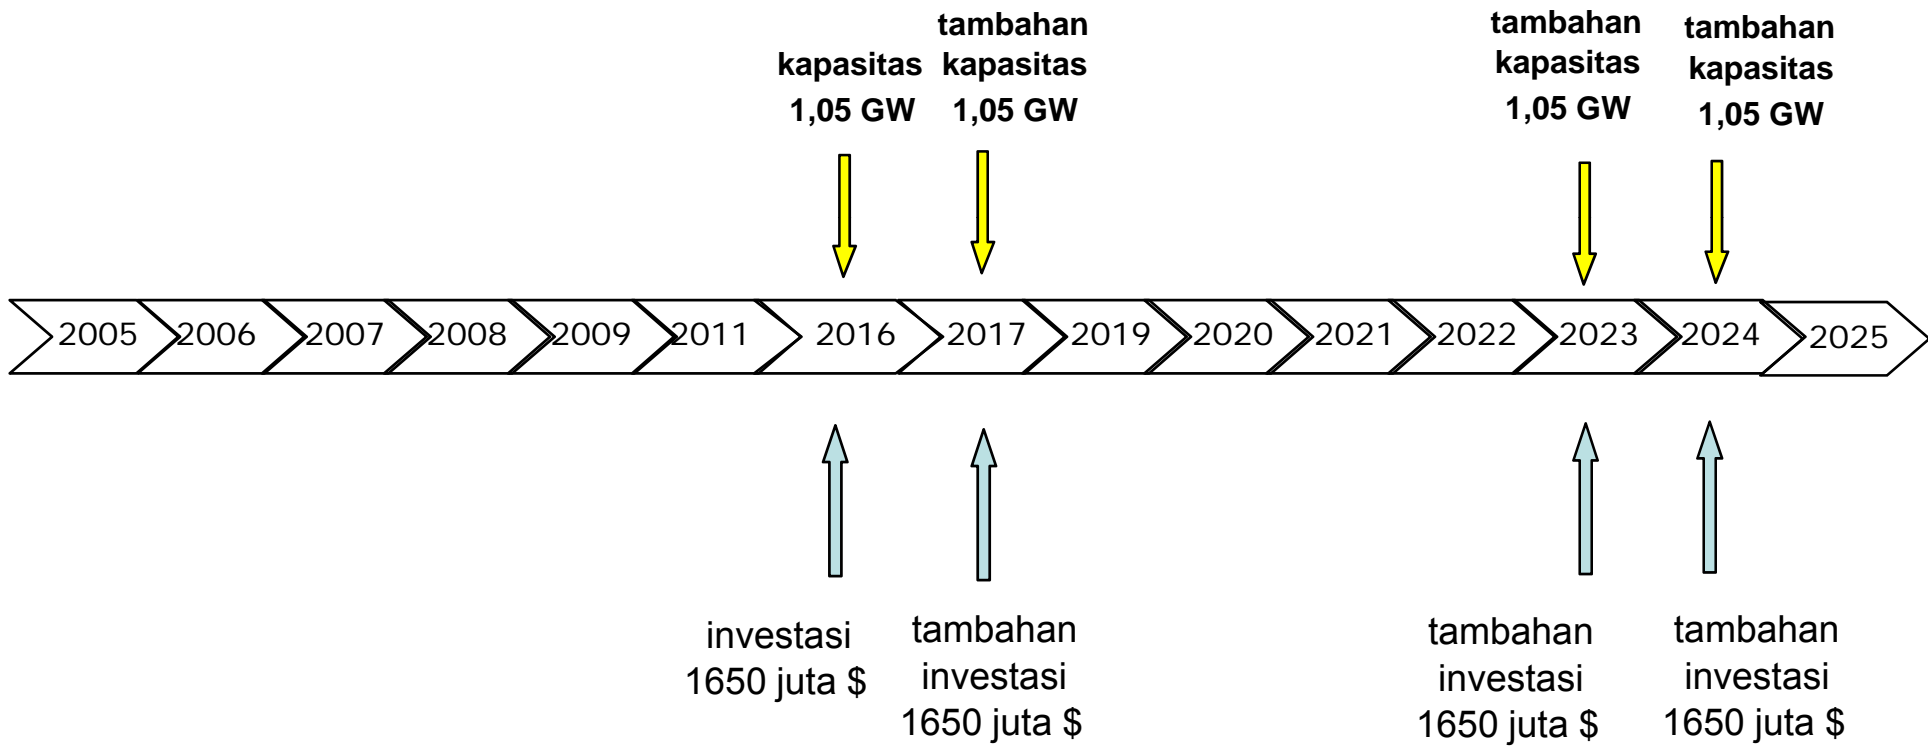 kapasitas
1,05 GW
tambahan
kapasitas
1,05 GW
tambahan
kapasitas
1,05 GW
tambahan
kapasitas
1,05 GW
2005
2006
2007
2008
2009
2011
2016
2017
2019
2020
2021
2022
2023
2024
2025
investasi
1650 juta $
tambahan
investasi
1650 juta $
tambahan
investasi
1650 juta $
tambahan
investasi
1650 juta $